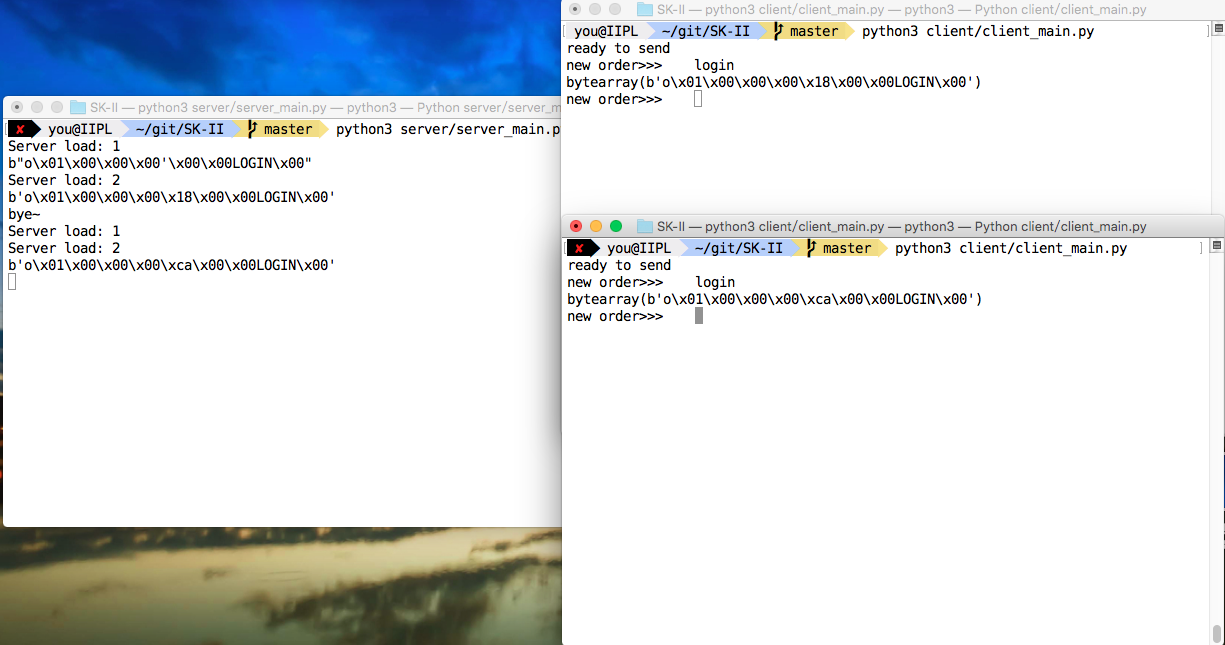 SK-II — python3 client/client_main.py — python3 — Python client/client_main.py
you@IIPL ~/git/SK-II master python3 client/client_main.py
ready to send
new order>>> login
bytearray(b'o\x01\x00\x00\x00\x18\x00\x00LOGIN\x00')
new order>>>
SK-II — python3 server/server_main.py — python3 — Python server/server_m
✘ you@IIPL ~/git/SK-II master python3 server/server_main.p
Server load: 1
b"o\x01\x00\x00\x00'\x00\x00LOGIN\x00"
Server load: 2
b'o\x01\x00\x00\x00\x18\x00\x00LOGIN\x00'
bye~
Server load: 1
Server load: 2
b'o\x01\x00\x00\x00\xca\x00\x00LOGIN\x00'
SK-II — python3 client/client_main.py — python3 — Python client/client_main.py
✘ you@IIPL ~/git/SK-II master python3 client/client_main.py
ready to send
new order>>> login
bytearray(b'o\x01\x00\x00\x00\xca\x00\x00LOGIN\x00')
new order>>>